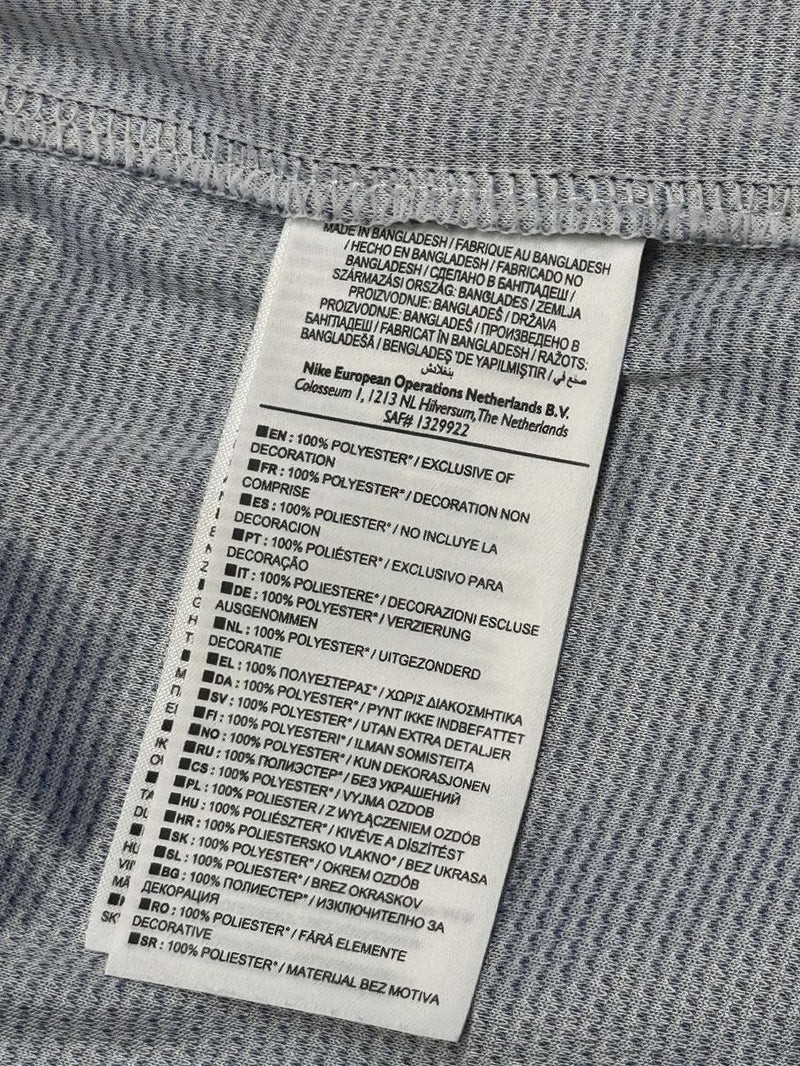 MADE IN BANGLADESH / FABRIQUE AU BANGLADESH
/ HECHO EN BANGLADESH / FABRICADO NO
BANGLADESH / СДЕЛАНО В БАНГЛАДЕШ /
SZÁRMAZÁSI ORSZÁG: BANGLADES / ZEMLJA
PROIZVODNJE: BANGLADEŠ / DRŽAVA
PROIZVODNJE: BANGLADEŠ / ПРОИЗВЕДЕНО В
БАНГЛАДЕШ / FABRICAT ÎN BANGLADESH / RAŽOTS:
BANGLADEŠĀ / BENGLADEŞ'DE YAPILMIŞTIR / صنع في
بنغلادش
Nike European Operations Netherlands B.V.
Colosseum 1, 1213 NL Hilversum, The Netherlands
SAF# 1329922
EN : 100% POLYESTER* / EXCLUSIVE OF
DECORATION
FR : 100% POLYESTER* / DECORATION NON
COMPRISE
ES : 100% POLIESTER* / NO INCLUYE LA
DECORACION
PT : 100% POLIÉSTER* / EXCLUSIVO PARA
DECORAÇÃO
IT : 100% POLIESTERE* / DECORAZIONI ESCLUSE
DE : 100% POLYESTER* / VERZIERUNG
AUSGENOMMEN
NL : 100% POLYESTER* / UITGEZONDERD
DECORATIE
EL : 100% ΠΟΛΥΕΣΤΕΡΑΣ* / ΧΩΡΙΣ ΔΙΑΚΟΣΜΗΤΙΚΑ
DA : 100% POLYESTER* / PYNT IKKE INDBEFATTET
SV : 100% POLYESTER* / UTAN EXTRA DETALJER
FI : 100% POLYESTERI* / ILMAN SOMISTEITA
NO : 100% POLYESTER* / KUN DEKORASJONEN
RU : 100% ПОЛИЭСТЕР* / БЕЗ УКРАШЕНИЙ
CS : 100% POLYESTER* / VYJMA OZDOB
PL : 100% POLIESTER / Z WYŁĄCZENIEM OZDÓB
HU : 100% POLIÉSZTER* / KIVÉVE A DÍSZÍTÉST
HR : 100% POLIESTERSKO VLAKNO* / BEZ UKRASA
SK : 100% POLYESTER* / OKREM OZDÔB
SL : 100% POLIESTER* / BREZ OKRASKOV
BG : 100% ПОЛИЕСТЕР* / ИЗКЛЮЧИТЕЛНО ЗА
ДЕКОРАЦИЯ
RO : 100% POLIESTER* / FĂRĂ ELEMENTE
DECORATIVE
SR : 100% POLIESTER* / MATERIJAL BEZ MOTIVA